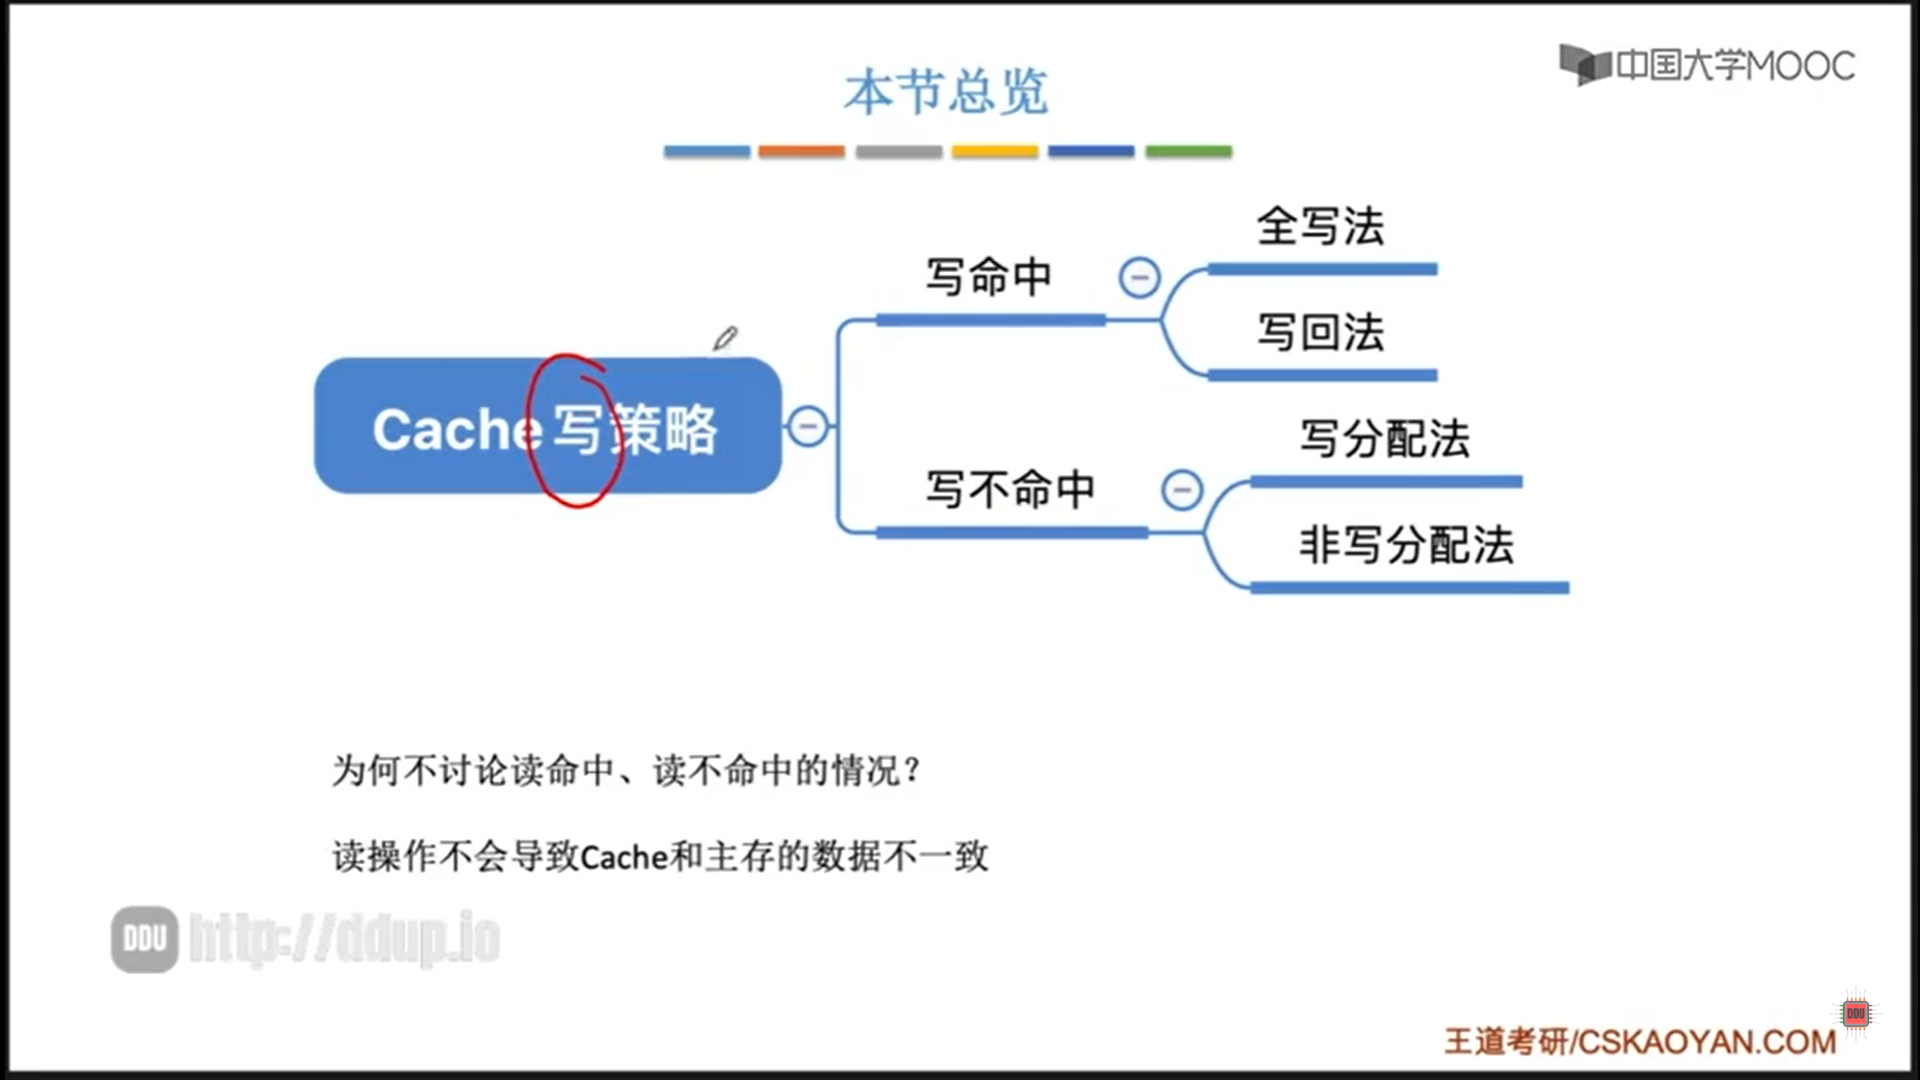 中国大学MOOC
本节总览
Cache写策略
写命中
全写法
写回法
写不命中
写分配法
非写分配法
为何不讨论读命中、读不命中的情况？
读操作不会导致Cache和主存的数据不一致
DDU http://ddup.io
DDU
王道考研/CSKAOYAN.COM